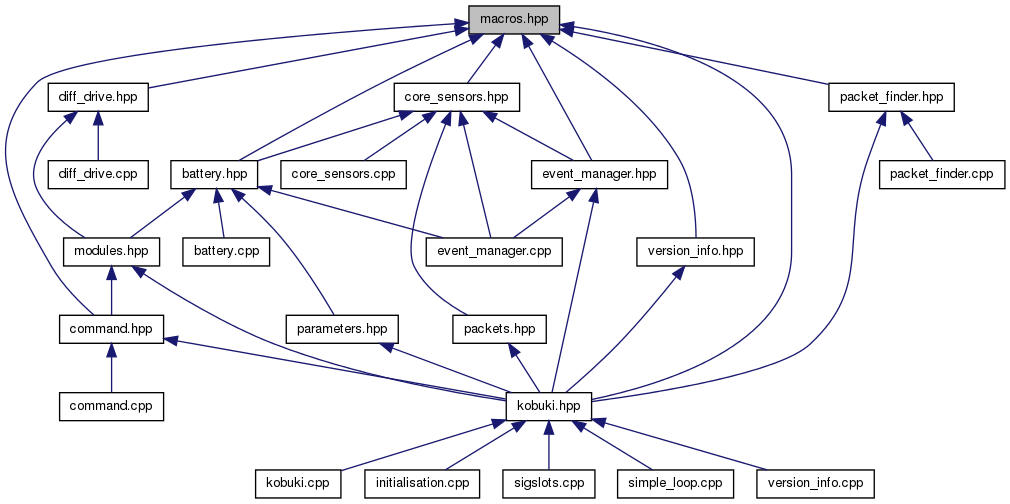 macros.hpp
diff_drive.hpp
core_sensors.hpp
packet_finder.hpp
diff_drive.cpp
battery.hpp
core_sensors.cpp
event_manager.hpp
packet_finder.cpp
modules.hpp
battery.cpp
event_manager.cpp
version_info.hpp
command.hpp
parameters.hpp
packets.hpp
command.cpp
kobuki.hpp
kobuki.cpp
initialisation.cpp
sigslots.cpp
simple_loop.cpp
version_info.cpp